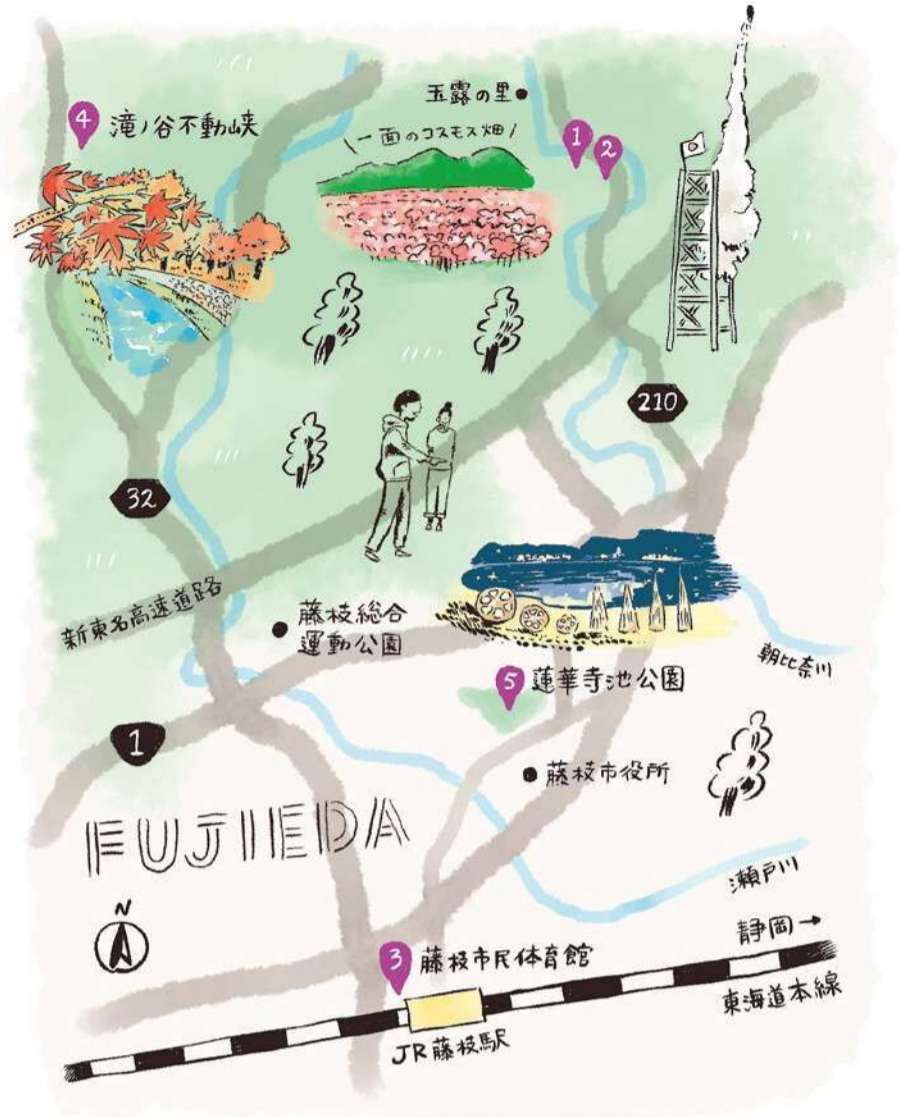 玉露の里
4
滝ノ谷不動峡
一面のコスモス畑
1
2
210
32
新東名高速道路
藤枝総合
運動公園
朝比奈川
5
蓮華寺池公園
1
藤枝市役所
FUJIEDA
瀬戸川
N
静岡→
3
藤枝市民体育館
東海道本線
JR藤枝駅